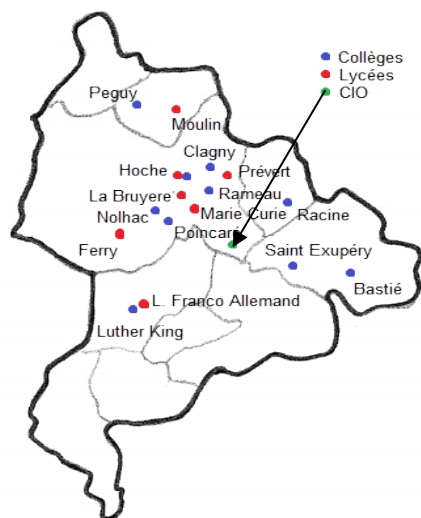 Collèges
Lycées
CIO
Peguy
Moulin
Clagny
Hoche
Prévert
La Bruyere
Rameau
Nolhac
Marie Curie
Racine
Poincaré
Ferry
Saint Exupéry
Bastié
L. Franco Allemand
Luther King